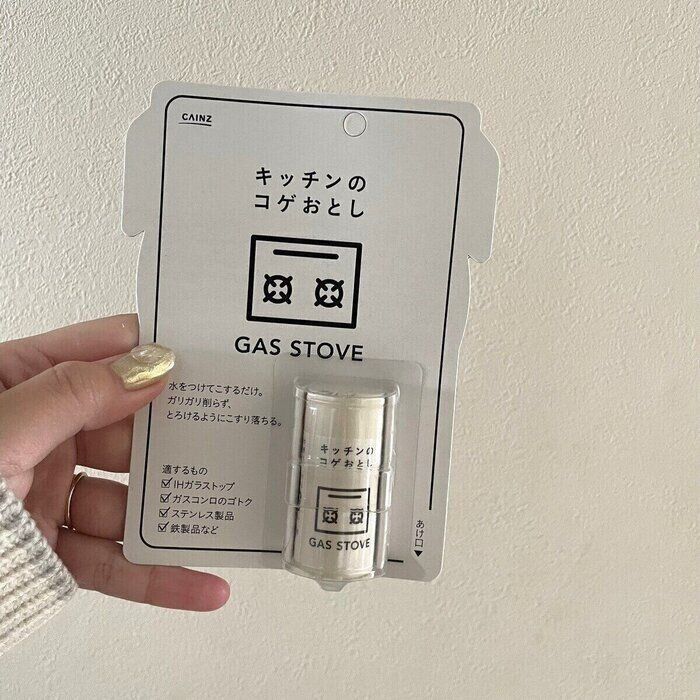 CAINZ
キッチンの
コゲおとし
GAS STOVE
水をつけてこするだけ。
ガリガリ削らず、
とろけるようにこすり落ちる。
適するもの
☑IHガラストップ
☑ガスコンロのゴトク
☑ステンレス製品
☑鉄製品など
キッチンの
コゲおとし
GAS STOVE
あけ口▼